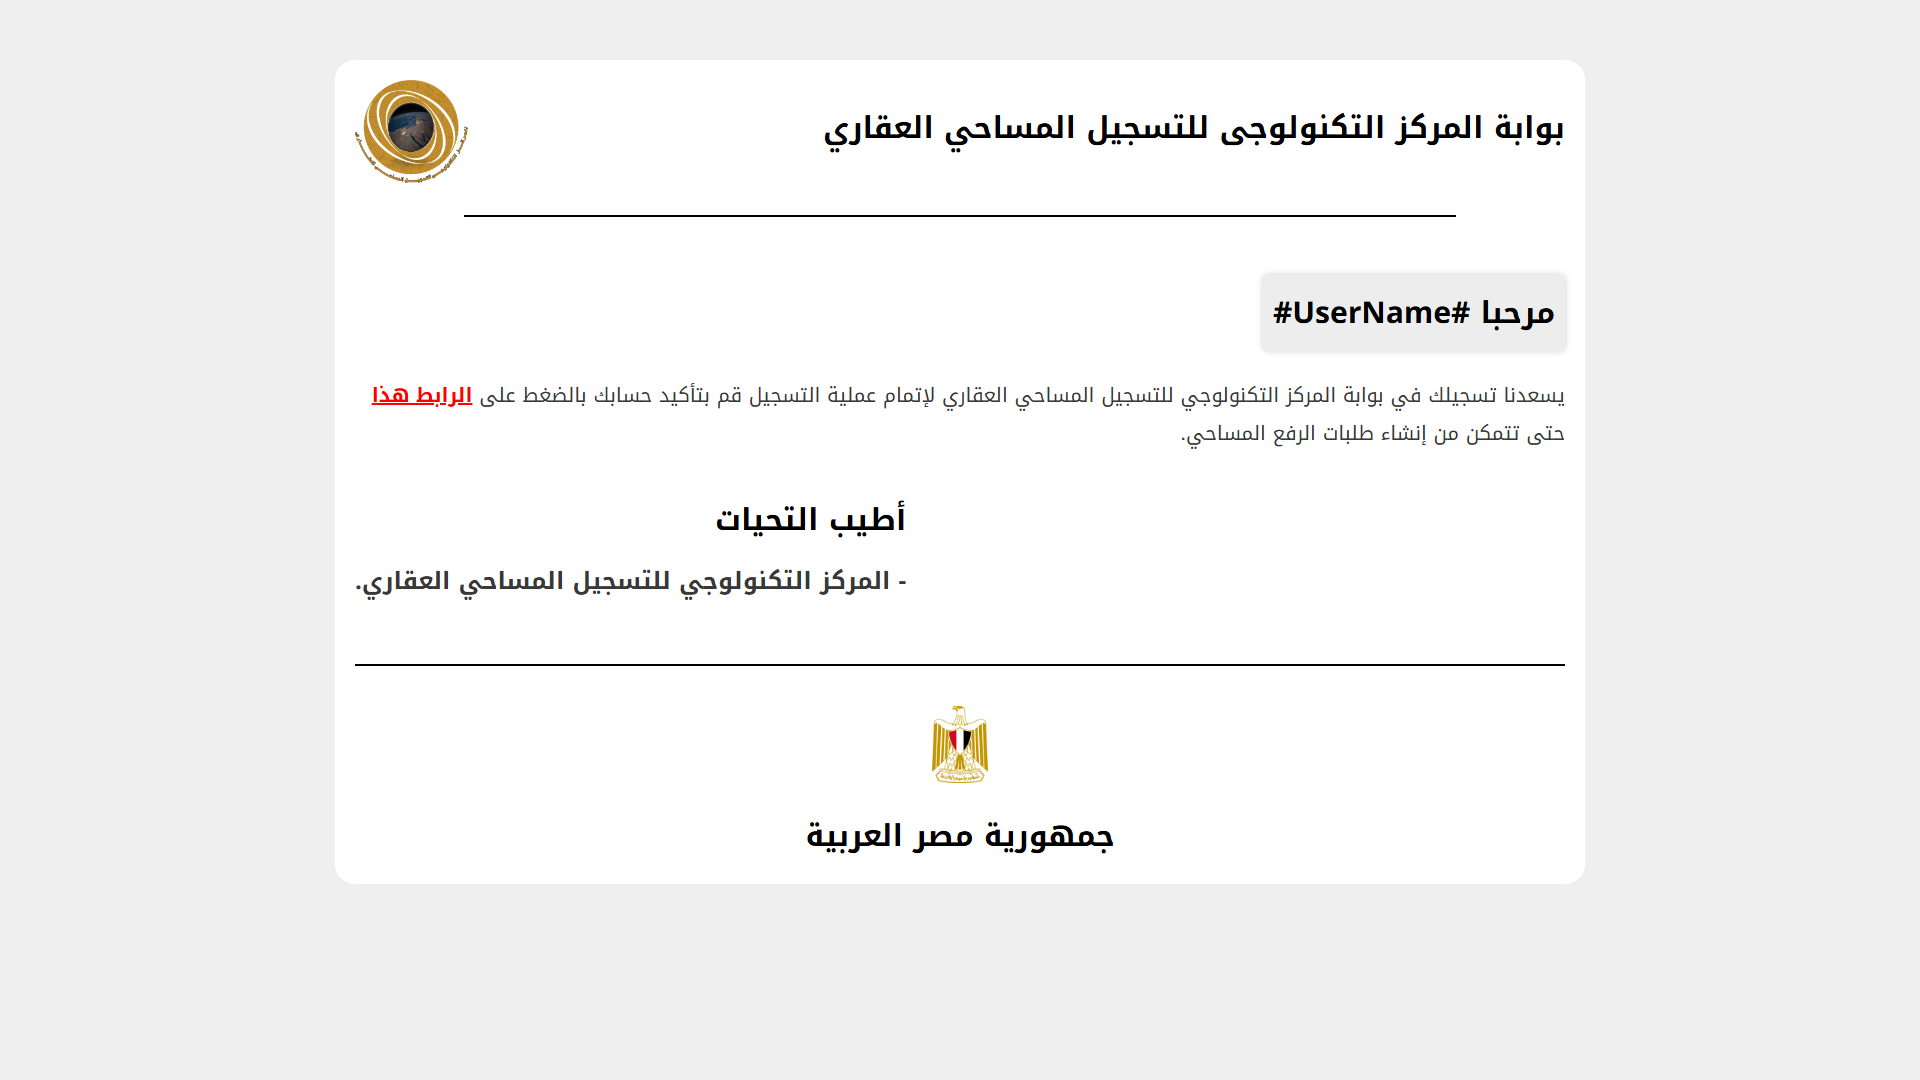 بوابة المركز التكنولوجى للتسجيل المساحي العقاري
مرحبا #UserName#
يسعدنا تسجيلك في بوابة المركز التكنولوجي للتسجيل المساحي العقاري لإتمام عملية التسجيل قم بتأكيد حسابك بالضغط على الرابط هذا
حتى تتمكن من إنشاء طلبات الرفع المساحي.
أطيب التحيات
- المركز التكنولوجي للتسجيل المساحي العقاري.
جمهورية مصر العربية